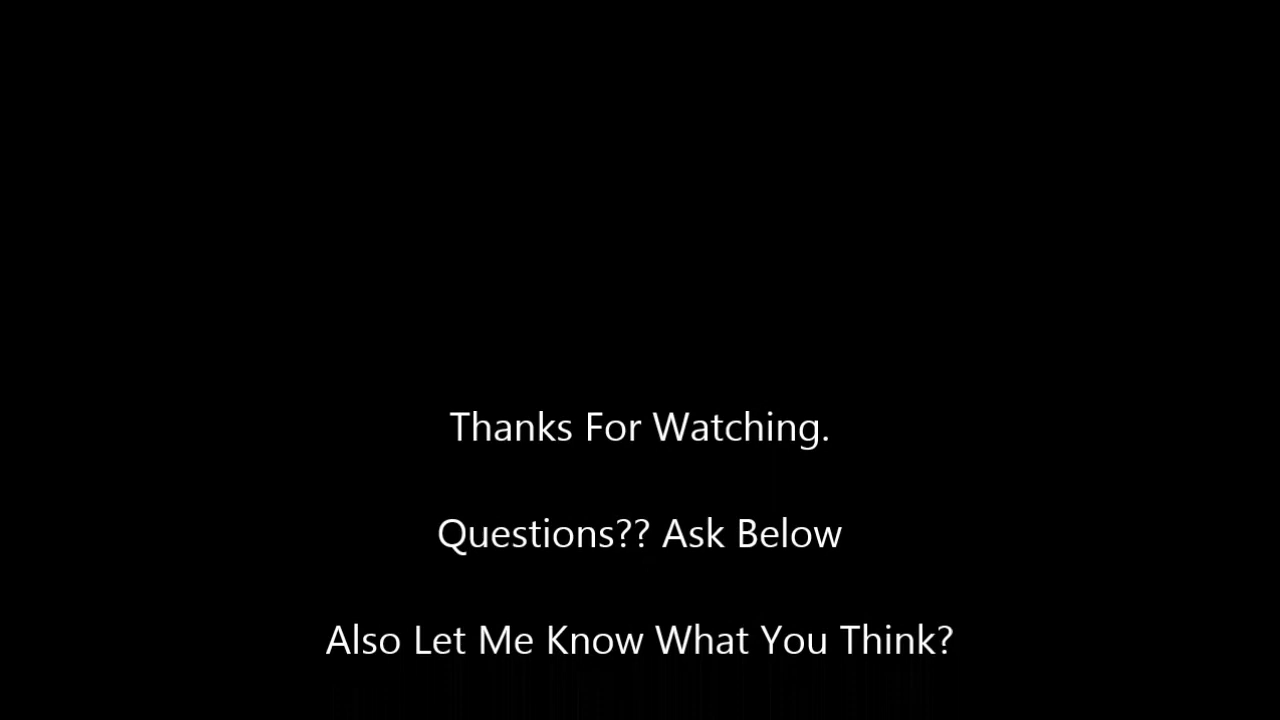 Thanks For Watching.
Questions?? Ask Below
Also Let Me Know What You Think?